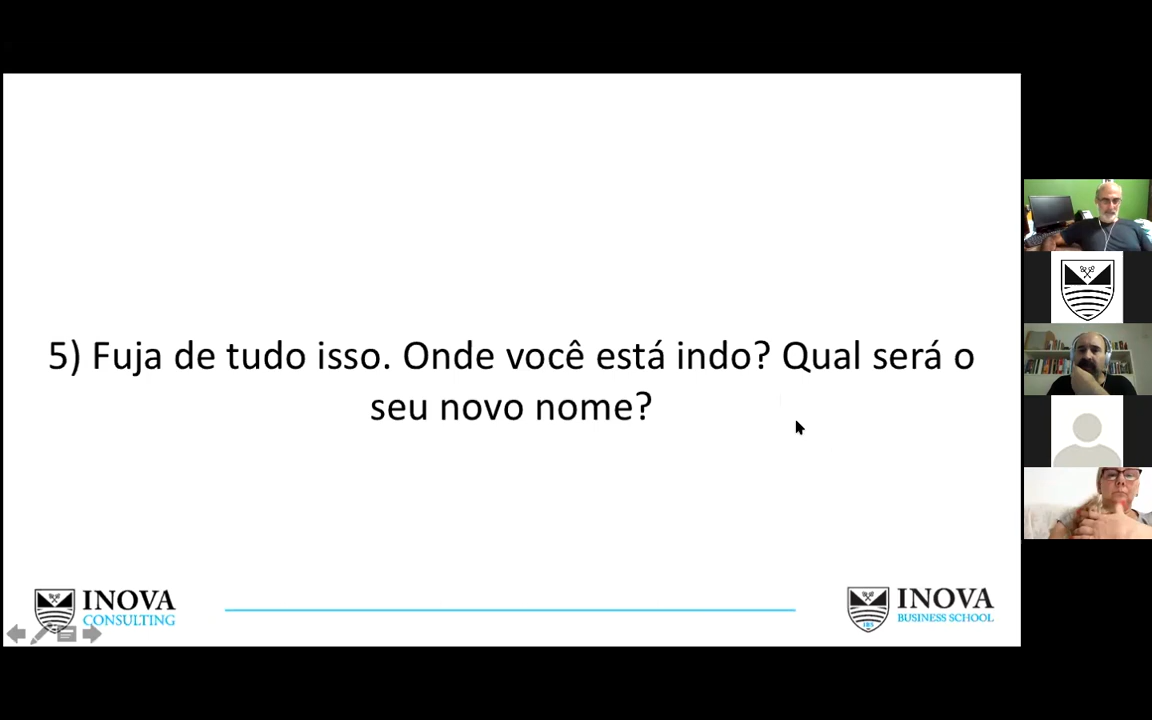 5) Fuja de tudo isso. Onde você está indo? Qual será o
seu novo nome?
INOVA
CONSULTING
INOVA
BUSINESS SCHOOL